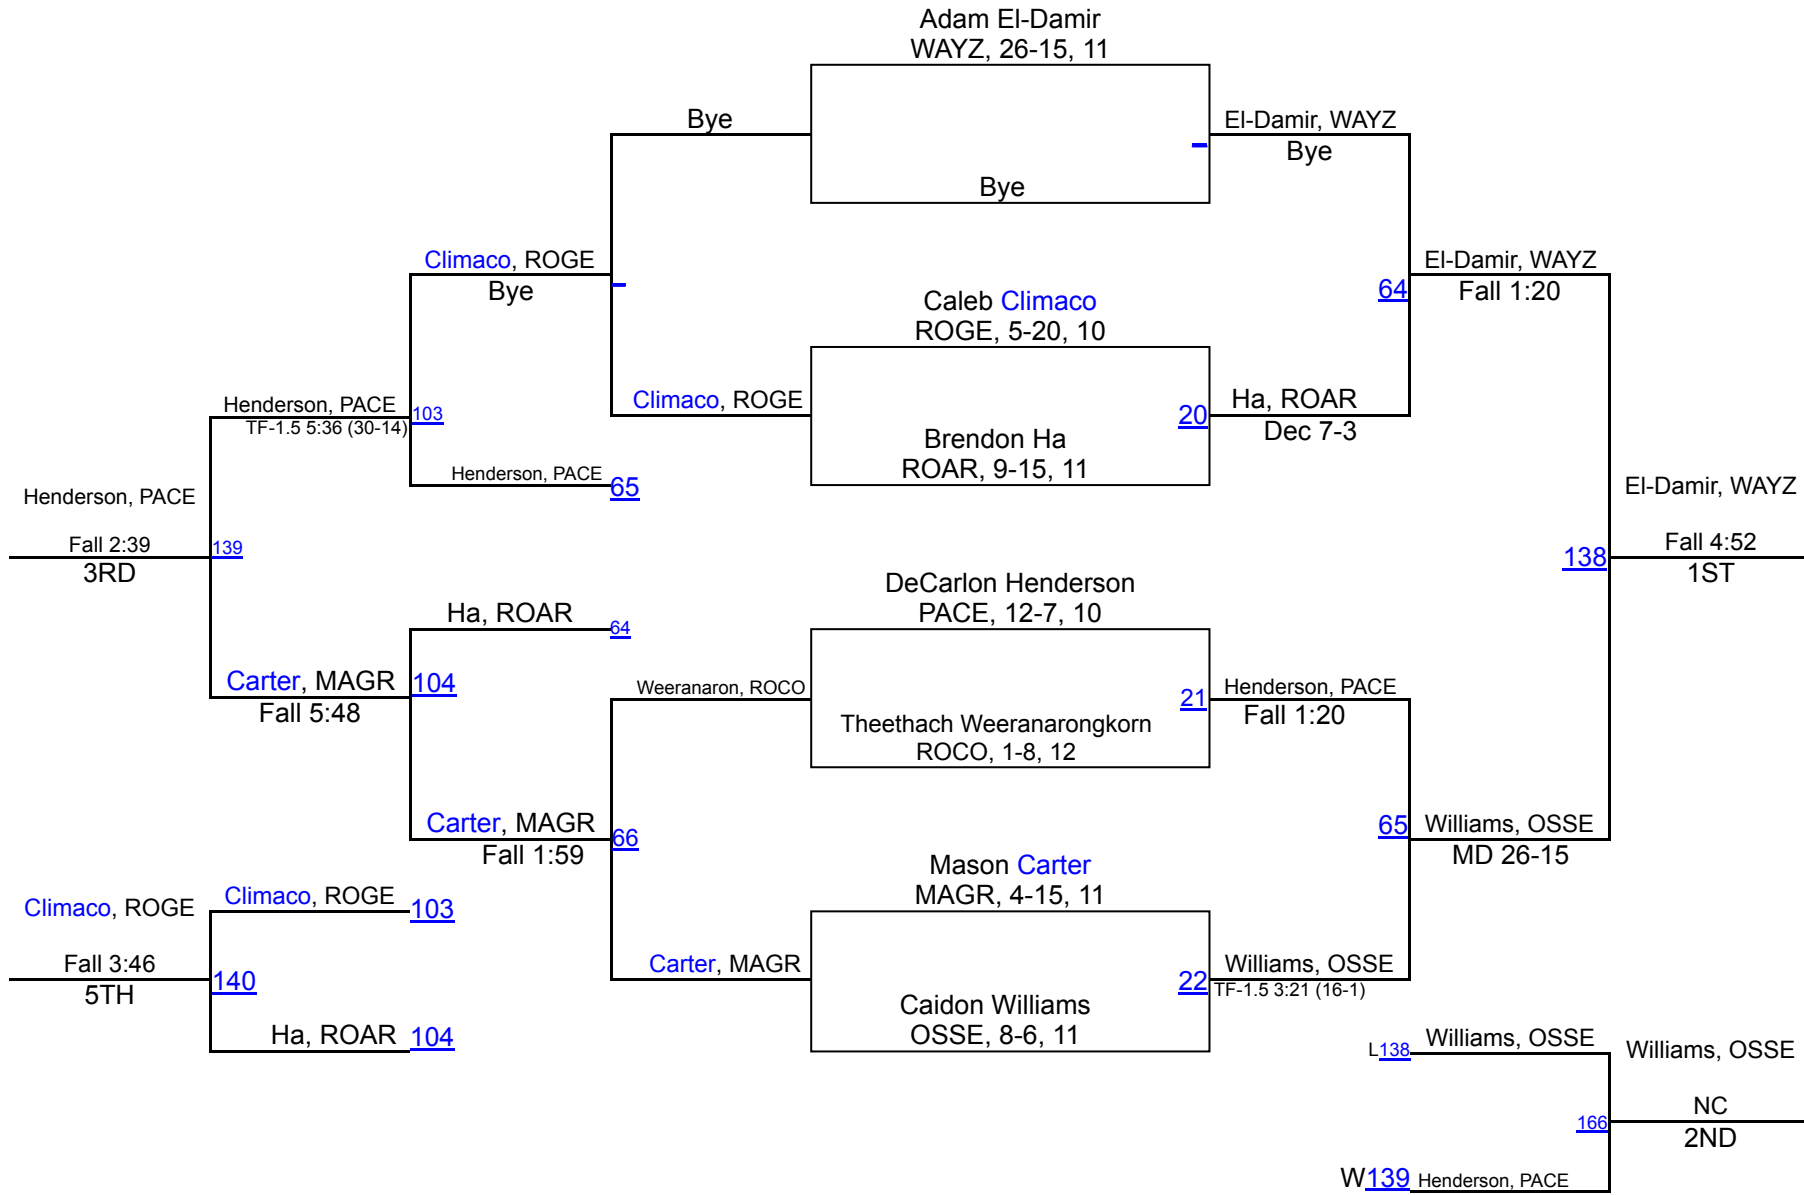 Adam El-Damir
WAYZ, 26-15, 11
Bye
El-Damir, WAYZ
Bye
Bye
Climaco, ROGE
Bye
El-Damir, WAYZ
Fall 1:20
64
Caleb Climaco
ROGE, 5-20, 10
Henderson, PACE
TF-1.5 5:36 (30-14)
103
Climaco, ROGE
20
Ha, ROAR
Dec 7-3
Brendon Ha
ROAR, 9-15, 11
Henderson, PACE
65
Henderson, PACE
Fall 2:39
3RD
139
El-Damir, WAYZ
138
Fall 4:52
1ST
DeCarlon Henderson
PACE, 12-7, 10
Ha, ROAR
64
Carter, MAGR
Fall 5:48
104
Weeranaron, ROCO
21
Henderson, PACE
Fall 1:20
Theethach Weeranarongkorn
ROCO, 1-8, 12
Carter, MAGR
Fall 1:59
66
65
Williams, OSSE
MD 26-15
Mason Carter
MAGR, 4-15, 11
Climaco, ROGE
Climaco, ROGE
103
Fall 3:46
5TH
140
Carter, MAGR
22
Williams, OSSE
TF-1.5 3:21 (16-1)
Caidon Williams
OSSE, 8-6, 11
Ha, ROAR
104
L138
Williams, OSSE
Williams, OSSE
NC
2ND
166
W139
Henderson, PACE